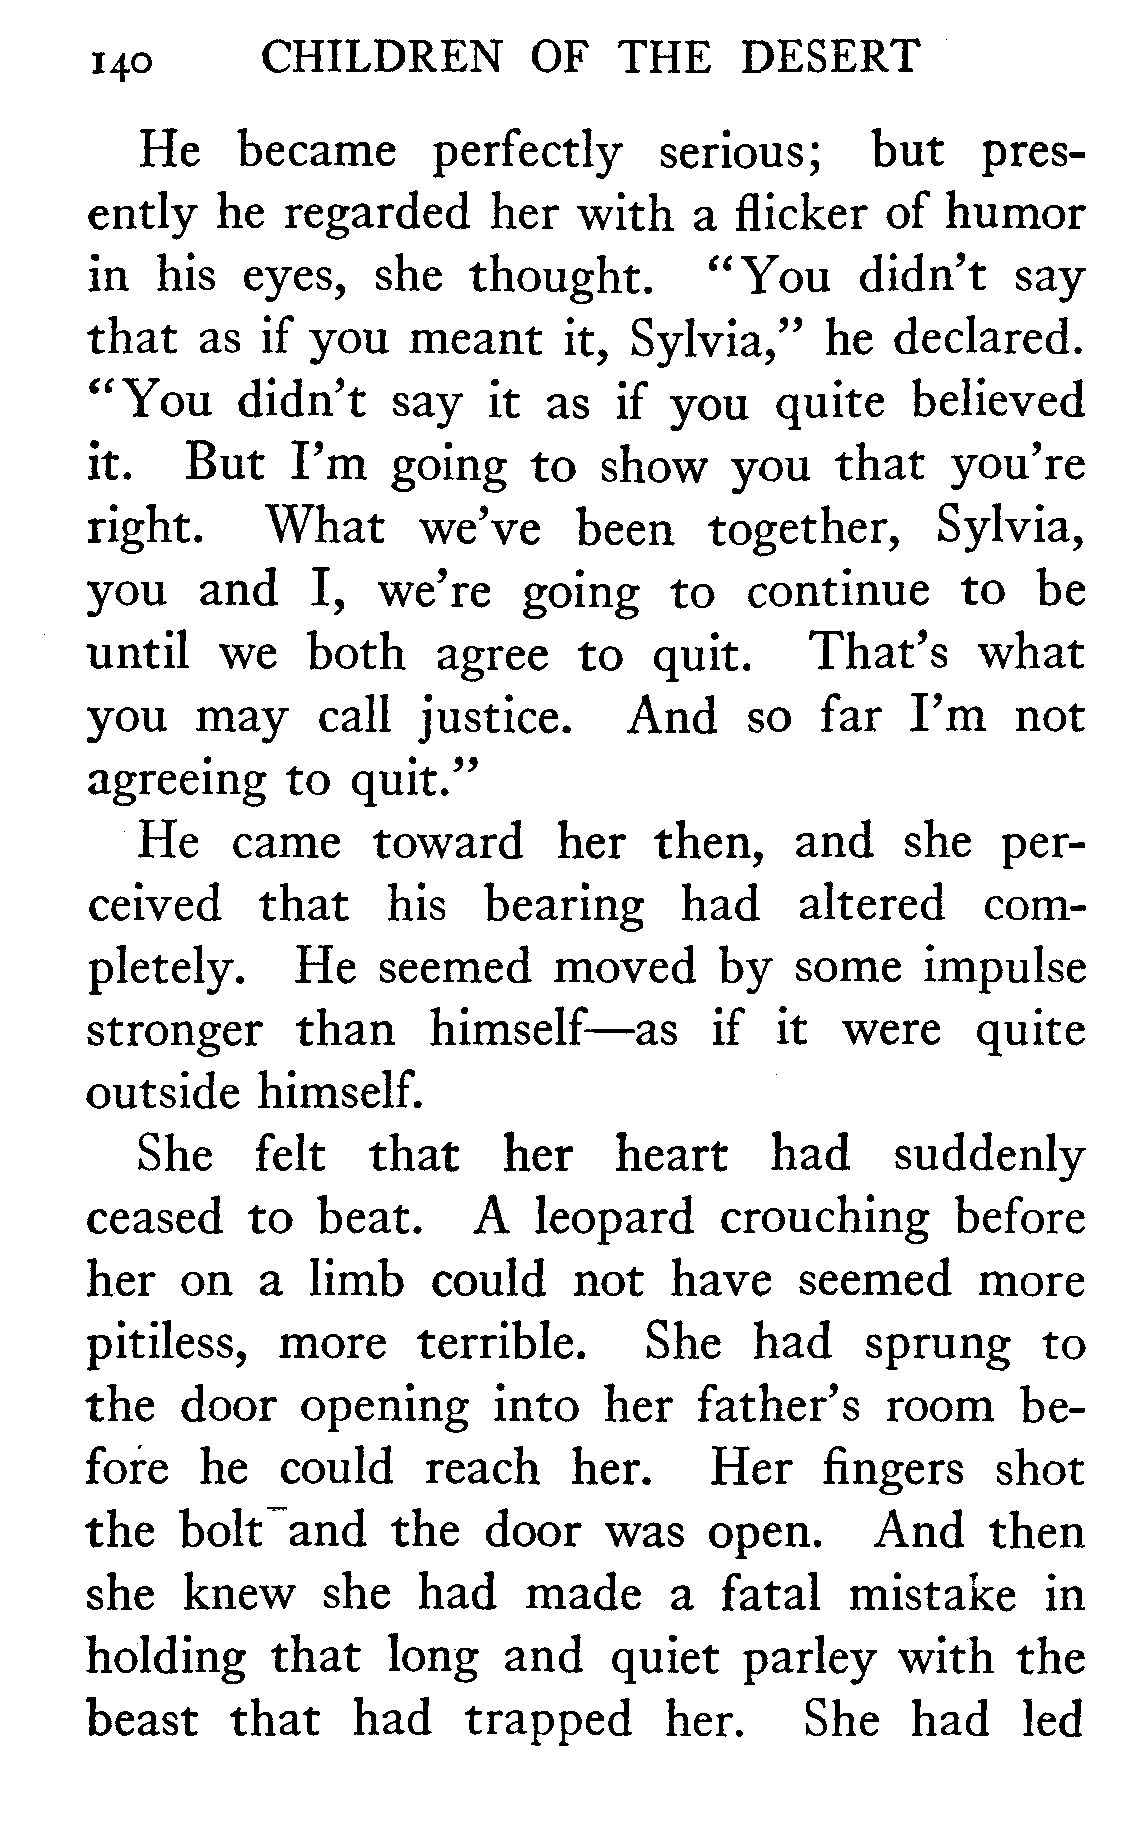 140 CHILDREN OF THE DESERT
He became perfectly serious; but pres-
ently he regarded her with a flicker of humor
in his eyes, she thought. “You didn’t say
that as if you meant it, Sylvia,” he declared.
“You didn’t say it as if you quite believed
it. But I’m going to show you that you’re
right. What we’ve been together, Sylvia,
you and I, we’re going to continue to be
until we both agree to quit. That’s what
you may call justice. And so far I’m not
agreeing to quit.”
He came toward her then, and she per-
ceived that his bearing had altered com-
pletely. He seemed moved by some impulse
stronger than himself—as if it were quite
outside himself.
She felt that her heart had suddenly
ceased to beat. A leopard crouching before
her on a limb could not have seemed more
pitiless, more terrible. She had sprung to
the door opening into her father’s room be-
fore he could reach her. Her fingers shot
the bolt and the door was open. And then
she knew she had made a fatal mistake in
holding that long and quiet parley with the
beast that had trapped her. She had led